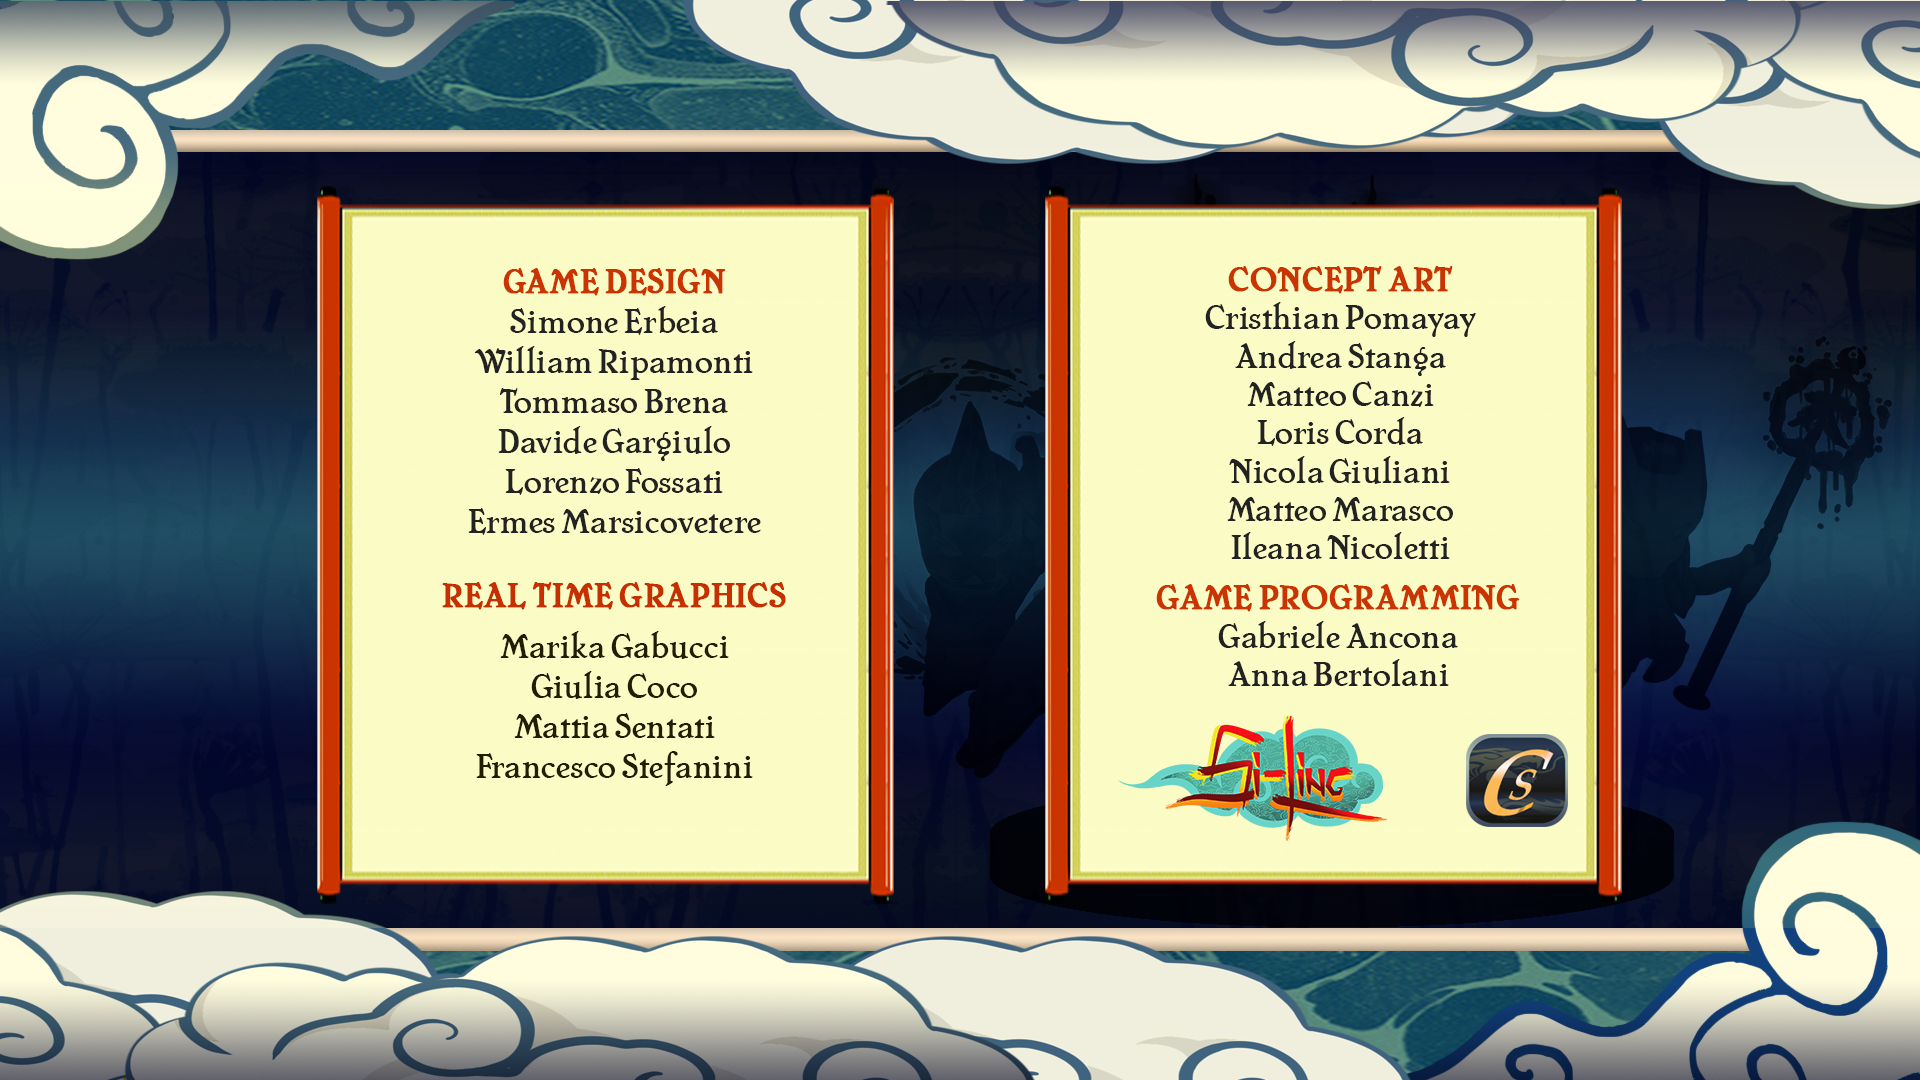 GAME DESIGN
Simone Erbeia
William Ripamonti
Tommaso Brena
Davide Gargiulo
Lorenzo Fossati
Ermes Marsicovetere
REAL TIME GRAPHICS
Marika Gabucci
Giulia Coco
Mattia Sentati
Francesco Stefanini
CONCEPT ART
Cristhian Pomayay
Andrea Stanga
Matteo Canzi
Loris Corda
Nicola Giuliani
Matteo Marasco
Ileana Nicoletti
GAME PROGRAMMING
Gabriele Ancona
Anna Bertolani
Si-ling
CS